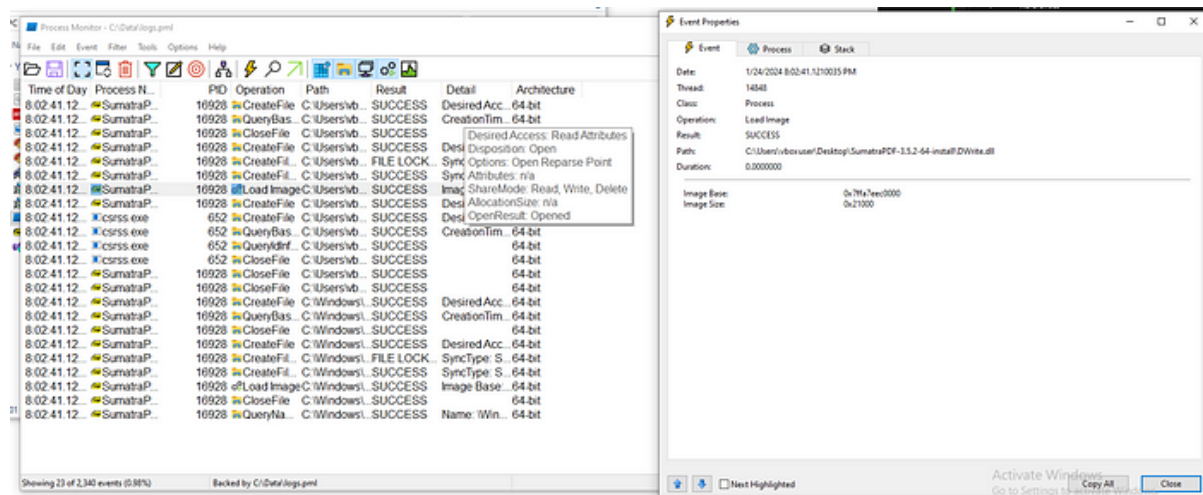 Process Monitor - C:\Data\logs.pml
File Edit Event Filter Tools Options Help
Time of Day Process N... PID Operation Path Result Detail Architecture
8:02:41.12... SumatraP... 16928 CreateFile C:\Users\vb... SUCCESS Desired Acc... 64-bit
8:02:41.12... SumatraP... 16928 QueryBas... C:\Users\vb... SUCCESS CreationTim... 64-bit
8:02:41.12... SumatraP... 16928 CloseFile C:\Users\vb... SUCCESS
8:02:41.12... SumatraP... 16928 CreateFile C:\Users\vb... SUCCESS
8:02:41.12... SumatraP... 16928 CreateFil... C:\Users\vb... FILE LOCK...
8:02:41.12... SumatraP... 16928 CreateFil... C:\Users\vb... SUCCESS
8:02:41.12... SumatraP... 16928 Load Image C:\Users\vb... SUCCESS
8:02:41.12... SumatraP... 16928 CreateFile C:\Users\vb... SUCCESS
8:02:41.12... csrss.exe 652 CreateFile C:\Users\vb... SUCCESS
8:02:41.12... csrss.exe 652 QueryBas... C:\Users\vb... SUCCESS CreationTim... 64-bit
8:02:41.12... csrss.exe 652 QueryIdInf... C:\Users\vb... SUCCESS 64-bit
8:02:41.12... csrss.exe 652 CloseFile C:\Users\vb... SUCCESS 64-bit
8:02:41.12... SumatraP... 16928 CloseFile C:\Users\vb... SUCCESS 64-bit
8:02:41.12... SumatraP... 16928 CloseFile C:\Users\vb... SUCCESS 64-bit
8:02:41.12... SumatraP... 16928 CreateFile C:\Windows\... SUCCESS Desired Acc... 64-bit
8:02:41.12... SumatraP... 16928 QueryBas... C:\Windows\... SUCCESS CreationTim... 64-bit
8:02:41.12... SumatraP... 16928 CloseFile C:\Windows\... SUCCESS 64-bit
8:02:41.12... SumatraP... 16928 CreateFile C:\Windows\... SUCCESS Desired Acc... 64-bit
8:02:41.12... SumatraP... 16928 CreateFil... C:\Windows\... FILE LOCK... SyncType: S... 64-bit
8:02:41.12... SumatraP... 16928 CreateFil... C:\Windows\... SUCCESS SyncType: S... 64-bit
8:02:41.12... SumatraP... 16928 Load Image C:\Windows\... SUCCESS Image Base:... 64-bit
8:02:41.12... SumatraP... 16928 CloseFile C:\Windows\... SUCCESS 64-bit
8:02:41.12... SumatraP... 16928 QueryNa... C:\Windows\... SUCCESS Name: \Win... 64-bit
Desired Access: Read Attributes
Disposition: Open
Options: Open Reparse Point
Attributes: n/a
ShareMode: Read, Write, Delete
AllocationSize: n/a
OpenResult: Opened
Showing 23 of 2,340 events (0.98%) Backed by C:\Data\logs.pml
Event Properties
Event Process Stack
Date: 1/24/2024 8:02:41.1210035 PM
Thread: 14848
Class: Process
Operation: Load Image
Result: SUCCESS
Path: C:\Users\vboxuser\Desktop\SumatraPDF-3.5.2-64-install\DWrite.dll
Duration: 0.0000000
Image Base: 0x7ffa7eec0000
Image Size: 0x21000
Activate Windows
Go to Settings to activate Windows
Next Highlighted Copy All Close